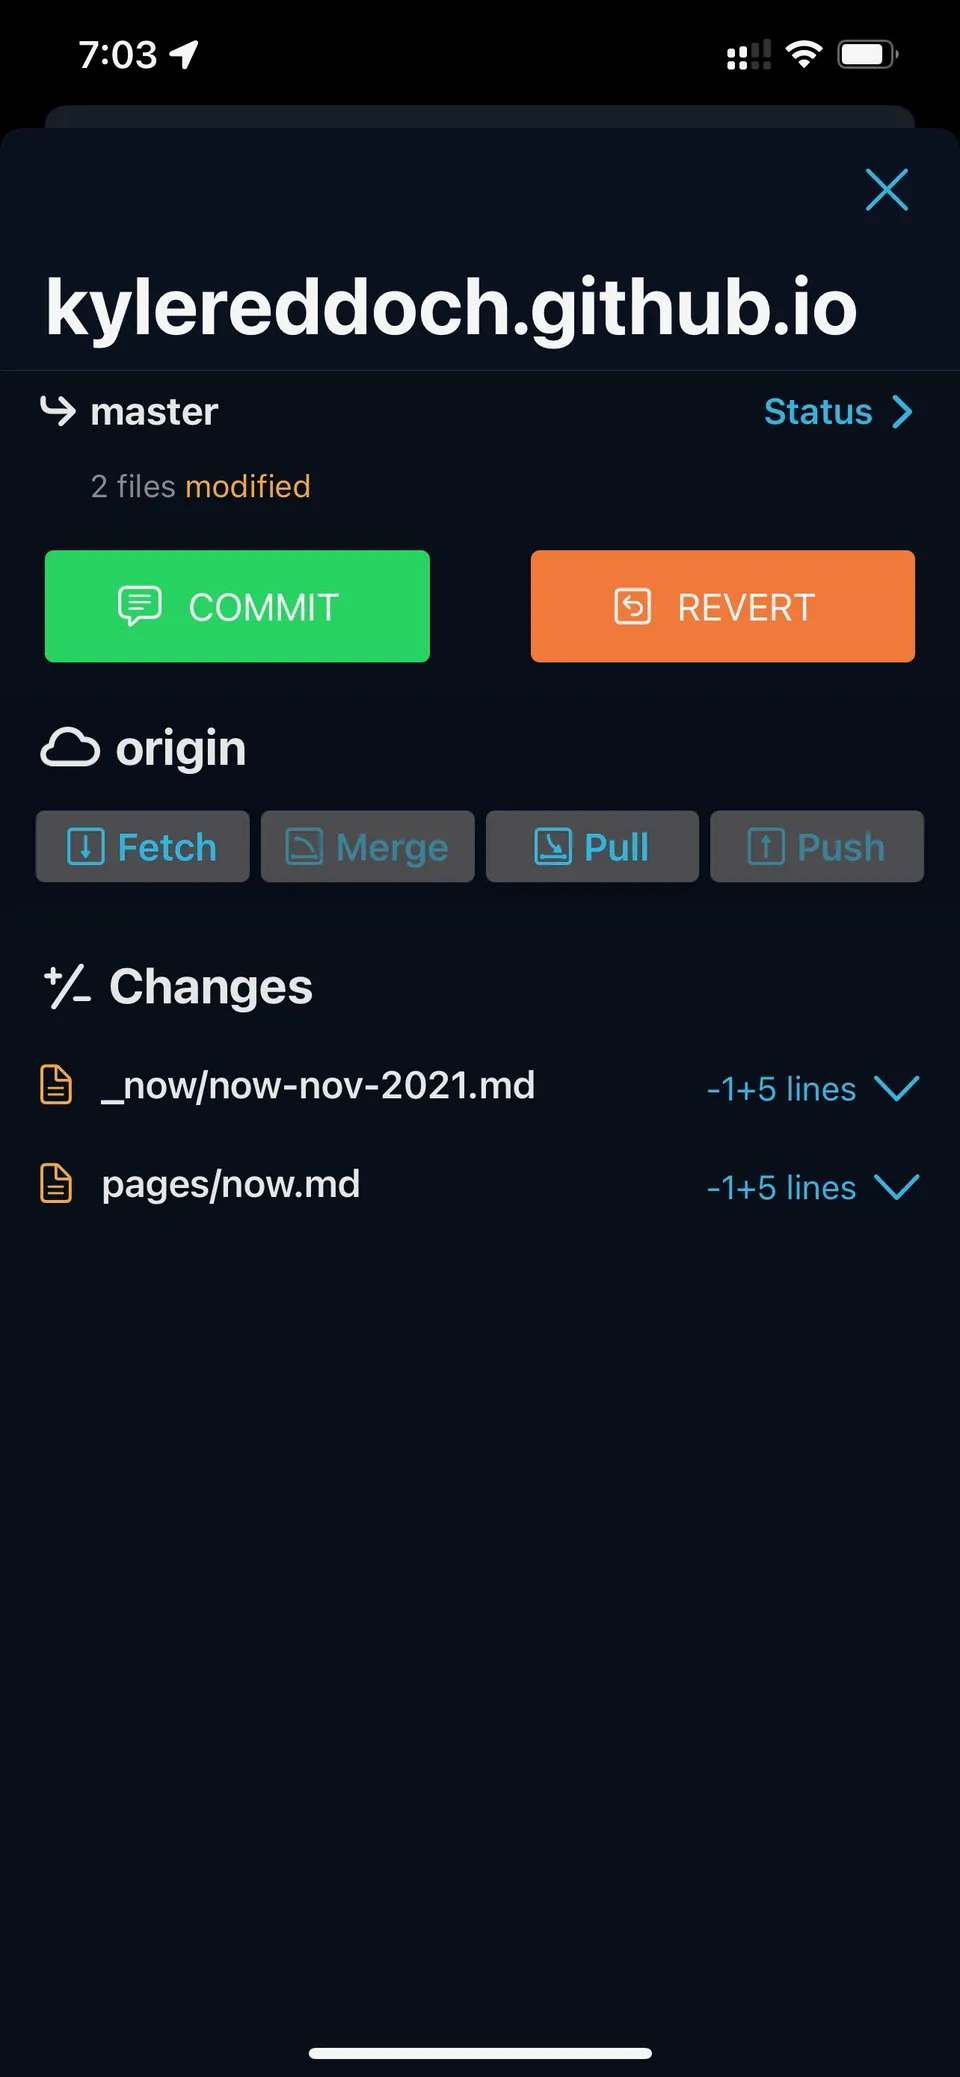 7:03
kylereddoch.github.io
master
Status
2 files modified
COMMIT
REVERT
origin
Fetch
Merge
Pull
Push
Changes
_now/now-nov-2021.md
-1+5 lines
pages/now.md
-1+5 lines